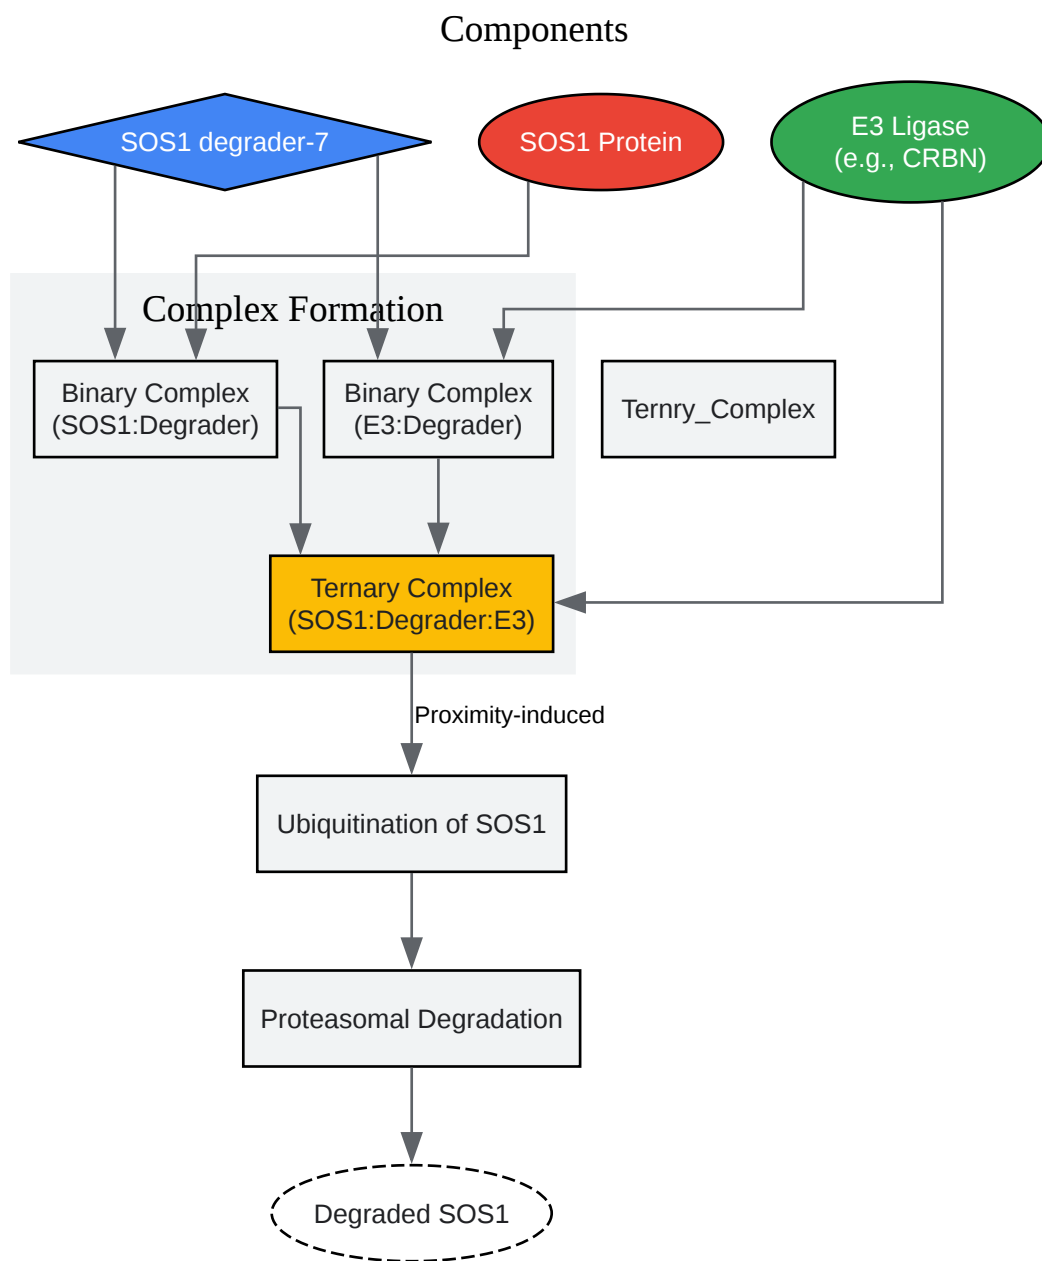 Components
SOS1 degrader-7
SOS1 Protein
E3 Ligase
(e.g., CRBN)
Complex Formation
Binary Complex
(SOS1:Degrader)
Binary Complex
(E3:Degrader)
Ternry_Complex
Ternary Complex
(SOS1:Degrader:E3)
Proximity-induced
Ubiquitination of SOS1
Proteasomal Degradation
Degraded SOS1